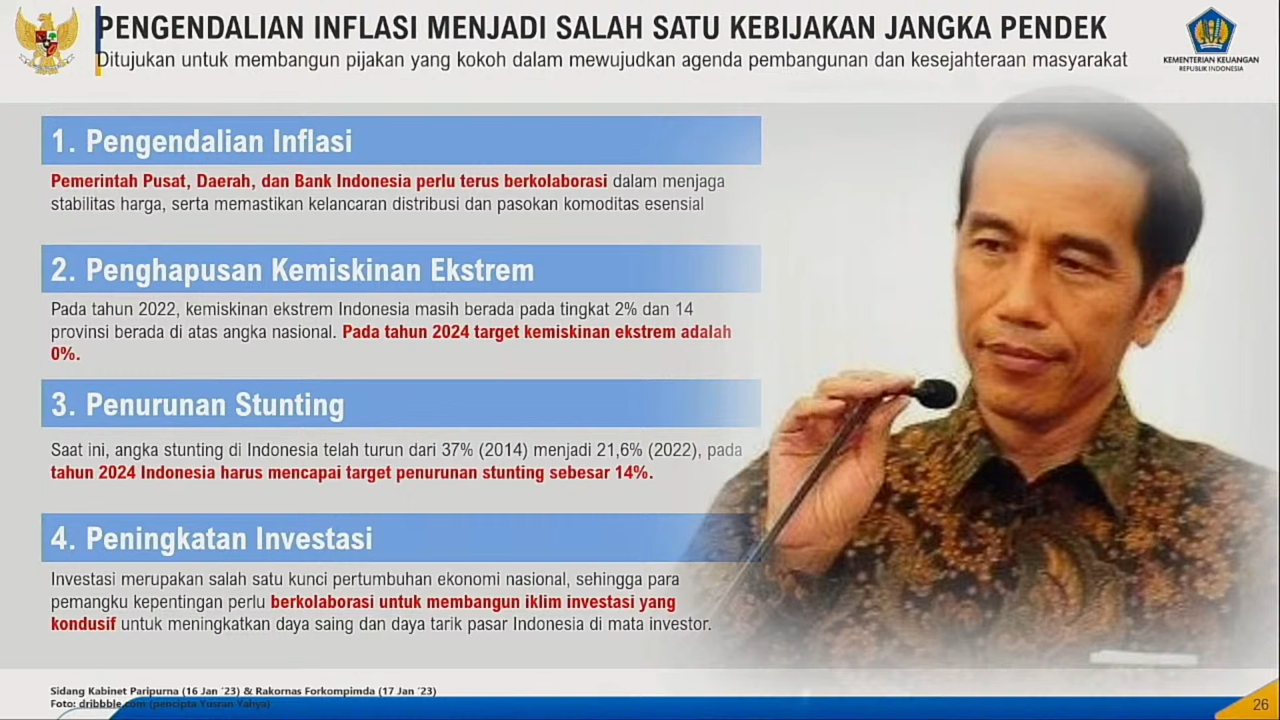 PENGENDALIAN INFLASI MENJADI SALAH SATU KEBIJAKAN JANGKA PENDEK
Ditujukan untuk membangun pijakan yang kokoh dalam mewujudkan agenda pembangunan dan kesejahteraan masyarakat
KEMENTERIAN KEUANGAN
REPUBLIK INDONESIA
1. Pengendalian Inflasi
Pemerintah Pusat, Daerah, dan Bank Indonesia perlu terus berkolaborasi dalam menjaga
stabilitas harga, serta memastikan kelancaran distribusi dan pasokan komoditas esensial
2. Penghapusan Kemiskinan Ekstrem
Pada tahun 2022, kemiskinan ekstrem Indonesia masih berada pada tingkat 2% dan 14
provinsi berada di atas angka nasional. Pada tahun 2024 target kemiskinan ekstrem adalah
0%.
3. Penurunan Stunting
Saat ini, angka stunting di Indonesia telah turun dari 37% (2014) menjadi 21,6% (2022), pada
tahun 2024 Indonesia harus mencapai target penurunan stunting sebesar 14%.
4. Peningkatan Investasi
Investasi merupakan salah satu kunci pertumbuhan ekonomi nasional, sehingga para
pemangku kepentingan perlu berkolaborasi untuk membangun iklim investasi yang
kondusif untuk meningkatkan daya saing dan daya tarik pasar Indonesia di mata investor.
Sidang Kabinet Paripurna (16 Jan '23) & Rakornas Forkompimda (17 Jan '23)
Foto: dribbble.com (pencipta Yusran Yahya)
26